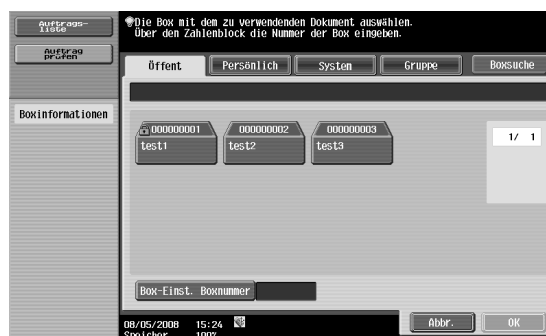 Auftrags-
liste
Auftrag
prüfen
Die Box mit dem zu verwendenden Dokument auswählen.
Über den Zahlenblock die Nummer der Box eingeben.
Öffent
Persönlich
System
Gruppe
Boxsuche
Boxinformationen
000000001
000000002
000000003
test1
test2
test3
1/ 1
Box-Einst. Boxnummer
08/05/2008 15:24
Speicher 100%
Abbr.
OK